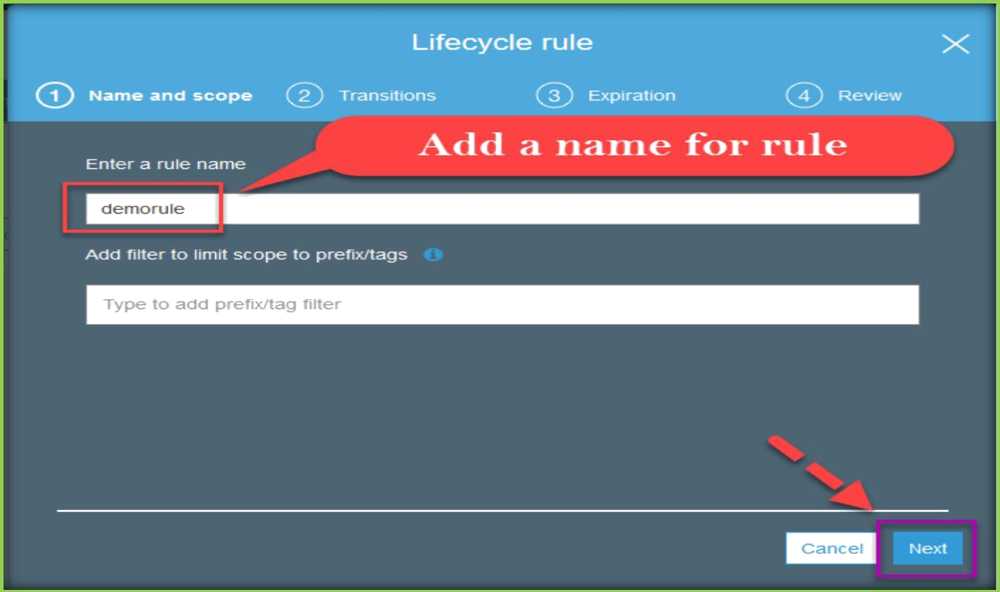 Lifecycle rule
1 Name and scope 2 Transitions 3 Expiration 4 Review
Add a name for rule
Enter a rule name
demorule
Add filter to limit scope to prefix/tags i
Type to add prefix/tag filter
Cancel Next